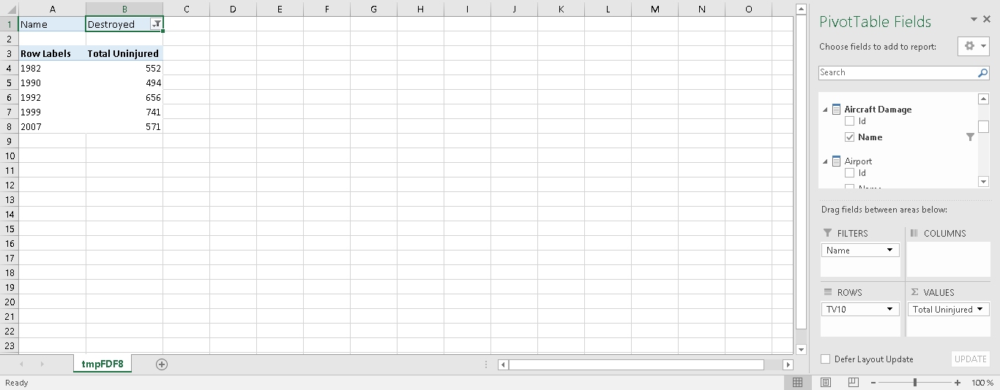 A B C D E F G H I J K L M N O
1 Name Destroyed
2
3 Row Labels Total Uninjured
4 1982 552
5 1990 494
6 1992 656
7 1999 741
8 2007 571
9
10
11
12
13
14
15
16
17
18
19
20
21
22
23
tmpFDF8
Ready
100 %
PivotTable Fields
Choose fields to add to report:
Search
Aircraft Damage
Id
Name
Airport
Id
Drag fields between areas below:
FILTERS
Name
COLUMNS
ROWS
TV10
Σ VALUES
Total Uninjured
Defer Layout Update
UPDATE